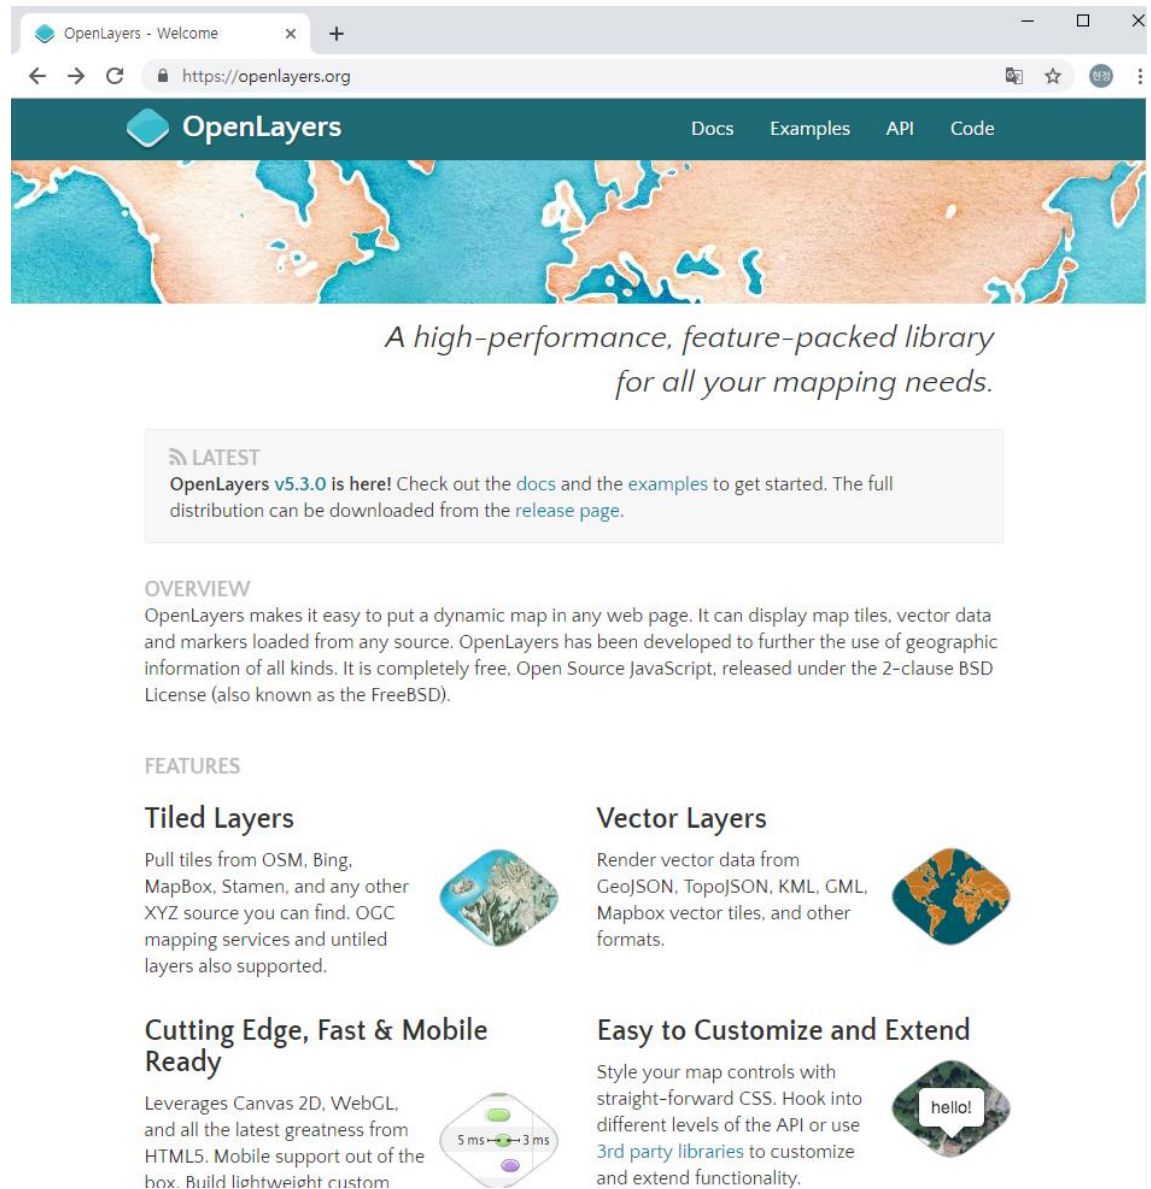 OpenLayers - Welcome
https://openlayers.org
현정
OpenLayers
Docs Examples API Code
A high-performance, feature-packed library
for all your mapping needs.
LATEST
OpenLayers v5.3.0 is here! Check out the docs and the examples to get started. The full
distribution can be downloaded from the release page.
OVERVIEW
OpenLayers makes it easy to put a dynamic map in any web page. It can display map tiles, vector data
and markers loaded from any source. OpenLayers has been developed to further the use of geographic
information of all kinds. It is completely free, Open Source JavaScript, released under the 2-clause BSD
License (also known as the FreeBSD).
FEATURES
Tiled Layers
Pull tiles from OSM, Bing,
MapBox, Stamen, and any other
XYZ source you can find. OGC
mapping services and untiled
layers also supported.
Vector Layers
Render vector data from
GeoJSON, TopoJSON, KML, GML,
Mapbox vector tiles, and other
formats.
Cutting Edge, Fast & Mobile
Ready
Leverages Canvas 2D, WebGL,
and all the latest greatness from
HTML5. Mobile support out of the
box. Build lightweight custom
5 ms 3 ms
Easy to Customize and Extend
Style your map controls with
straight-forward CSS. Hook into
different levels of the API or use
3rd party libraries to customize
and extend functionality.
hello!